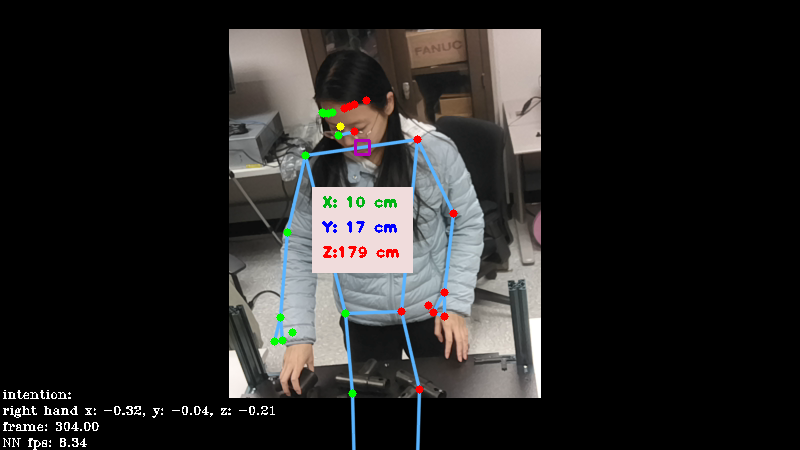 FANUC
X: 10 cm
Y: 17 cm
Z:179 cm
intention:
right hand x: -0.32, y: -0.04, z: -0.21
frame: 304.00
NN fps: 8.34